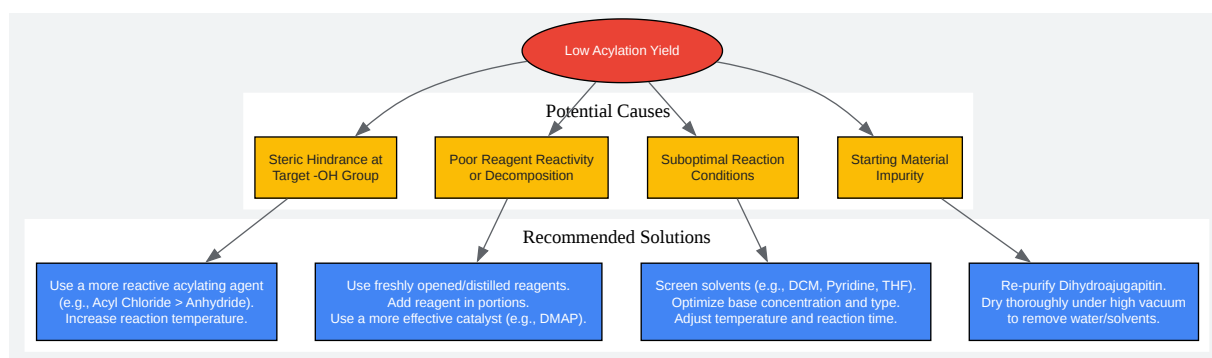 Low Acylation Yield
Potential Causes
Steric Hindrance at
Target -OH Group
Poor Reagent Reactivity
or Decomposition
Suboptimal Reaction
Conditions
Starting Material
Impurity
Recommended Solutions
Use a more reactive acylating agent
(e.g., Acyl Chloride > Anhydride).
Increase reaction temperature.
Use freshly opened/distilled reagents.
Add reagent in portions.
Use a more effective catalyst (e.g., DMAP).
Screen solvents (e.g., DCM, Pyridine, THF).
Optimize base concentration and type.
Adjust temperature and reaction time.
Re-purify Dihydroajugapitin.
Dry thoroughly under high vacuum
to remove water/solvents.